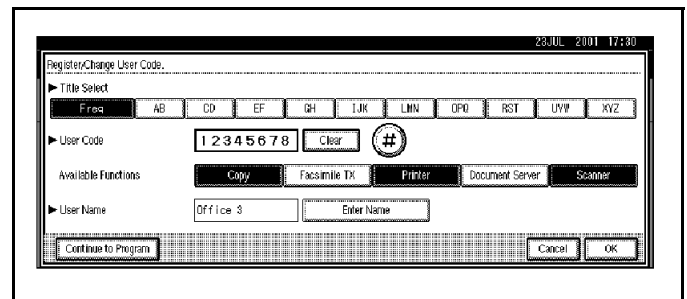 23JUL 2001 17:30
Register/Change User Code.
▶ Title Select
Freq AB CD EF GH IJK LMN OPQ RST UVW XYZ
▶ User Code 12345678 Clear #
Available Functions Copy Facsimile TX Printer Document Server Scanner
▶ User Name Office 3 Enter Name
Continue to Program Cancel OK